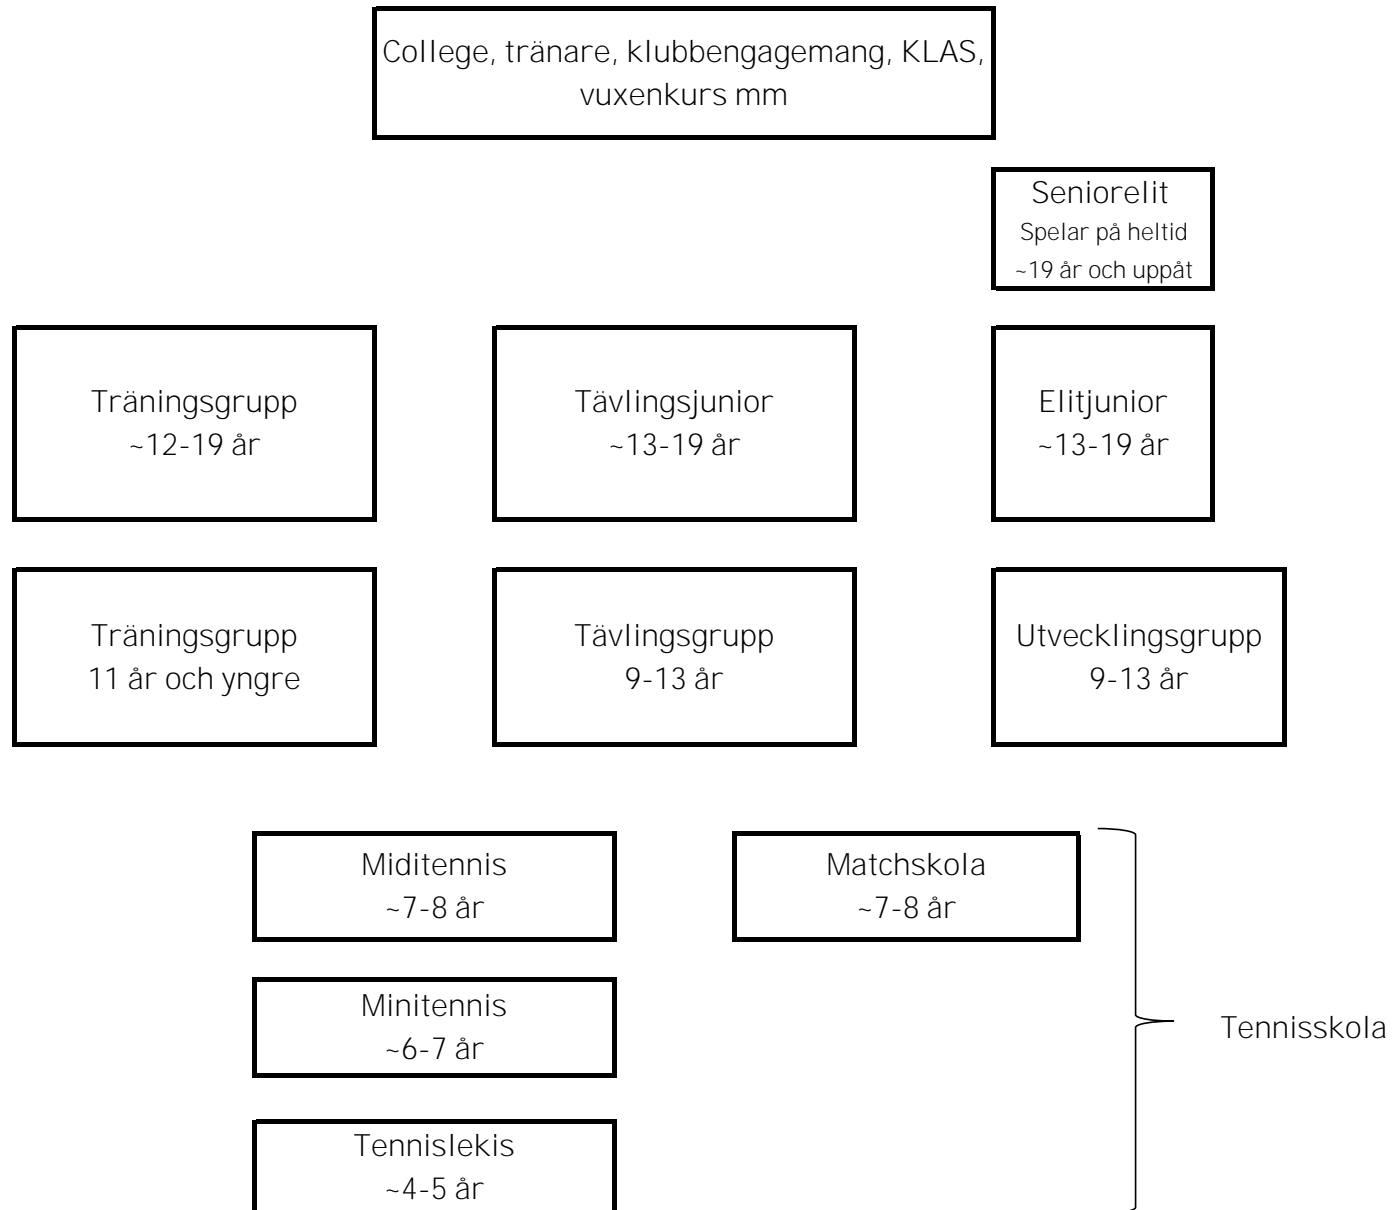 College, tränare, klubbengagemang, KLAS,
vuxenkurs mm
Seniorelit
Spelar på heltid
~19 år och uppåt
Träningsgrupp
~12-19 år
Tävlingsjunior
~13-19 år
Elitjunior
~13-19 år
Träningsgrupp
11 år och yngre
Tävlingsgrupp
9-13 år
Utvecklingsgrupp
9-13 år
Miditennis
~7-8 år
Matchskola
~7-8 år
Minitennis
~6-7 år
Tennisskola
Tennislekis
~4-5 år